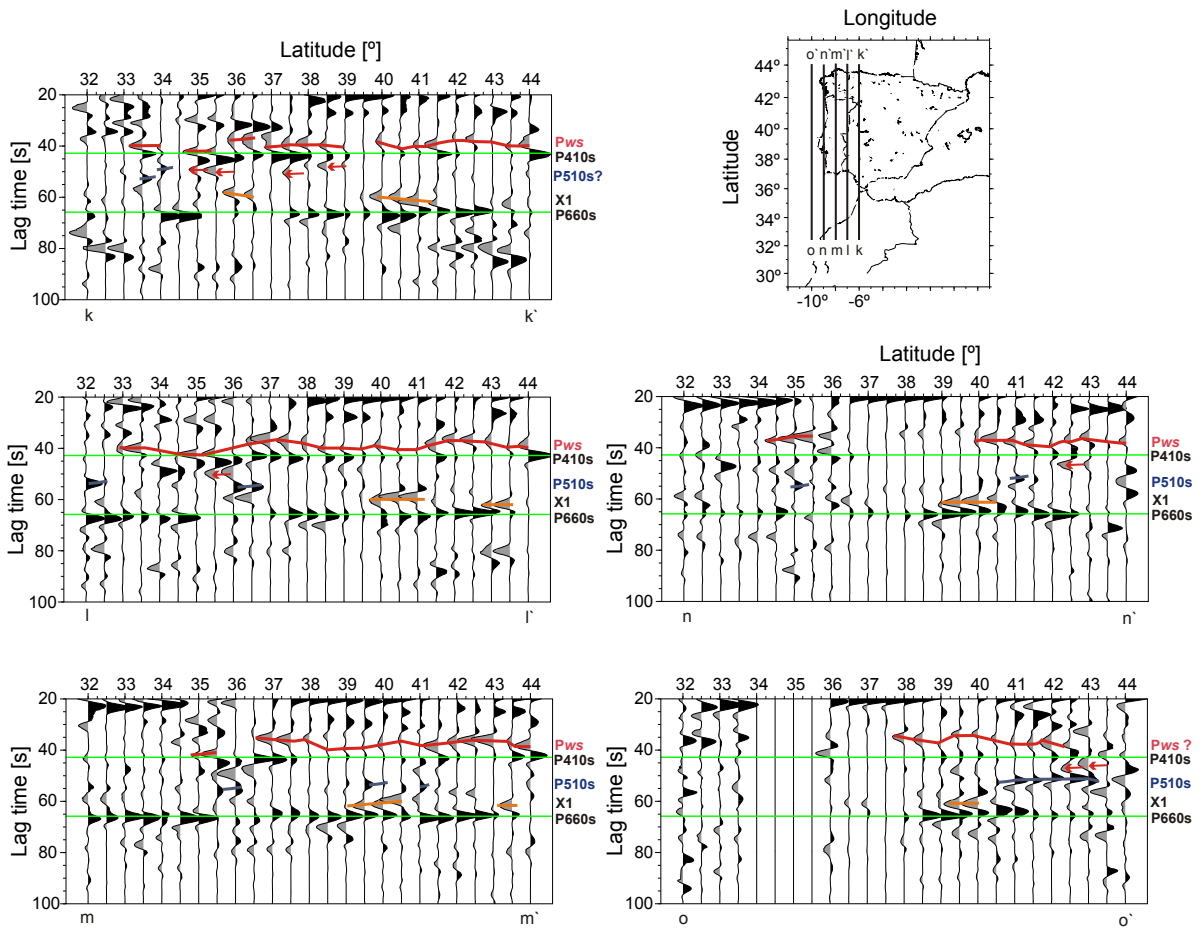 Latitude [º]
32 33 34 35 36 37 38 39 40 41 42 43 44
20
40
60
80
100
Lag time [s]
Pws
P410s
P510s?
X1
P660s
k k`
Longitude
o` n` m` l` k`
44º
42º
40º
38º
36º
34º
32º
30º
Latitude
o n m l k
-10º -6º
32 33 34 35 36 37 38 39 40 41 42 43 44
20
40
60
80
100
Lag time [s]
Pws
P410s
P510s
X1
P660s
l l`
Latitude [º]
32 33 34 35 36 37 38 39 40 41 42 43 44
20
40
60
80
100
Lag time [s]
Pws
P410s
P510s
X1
P660s
n n`
32 33 34 35 36 37 38 39 40 41 42 43 44
20
40
60
80
100
Lag time [s]
Pws
P410s
P510s
X1
P660s
m m`
32 33 34 35 36 37 38 39 40 41 42 43 44
20
40
60
80
100
Lag time [s]
Pws ?
P410s
P510s
X1
P660s
o o`